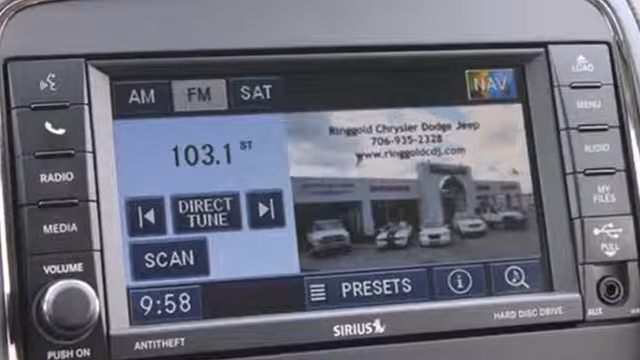 AM FM SAT NAV
LOAD
MENU
RADIO
MEDIA
VOLUME
PUSH ON
103.1 ST
DIRECT
TUNE
SCAN
9:58
Ringgold Chrysler Dodge Jeep
706-935-2328
www.ringgoldcdj.com
PRESETS
AUDIO
MY
FILES
PULL
AUX
ANTITHEFT
SIRIUS
HARD DISC DRIVE